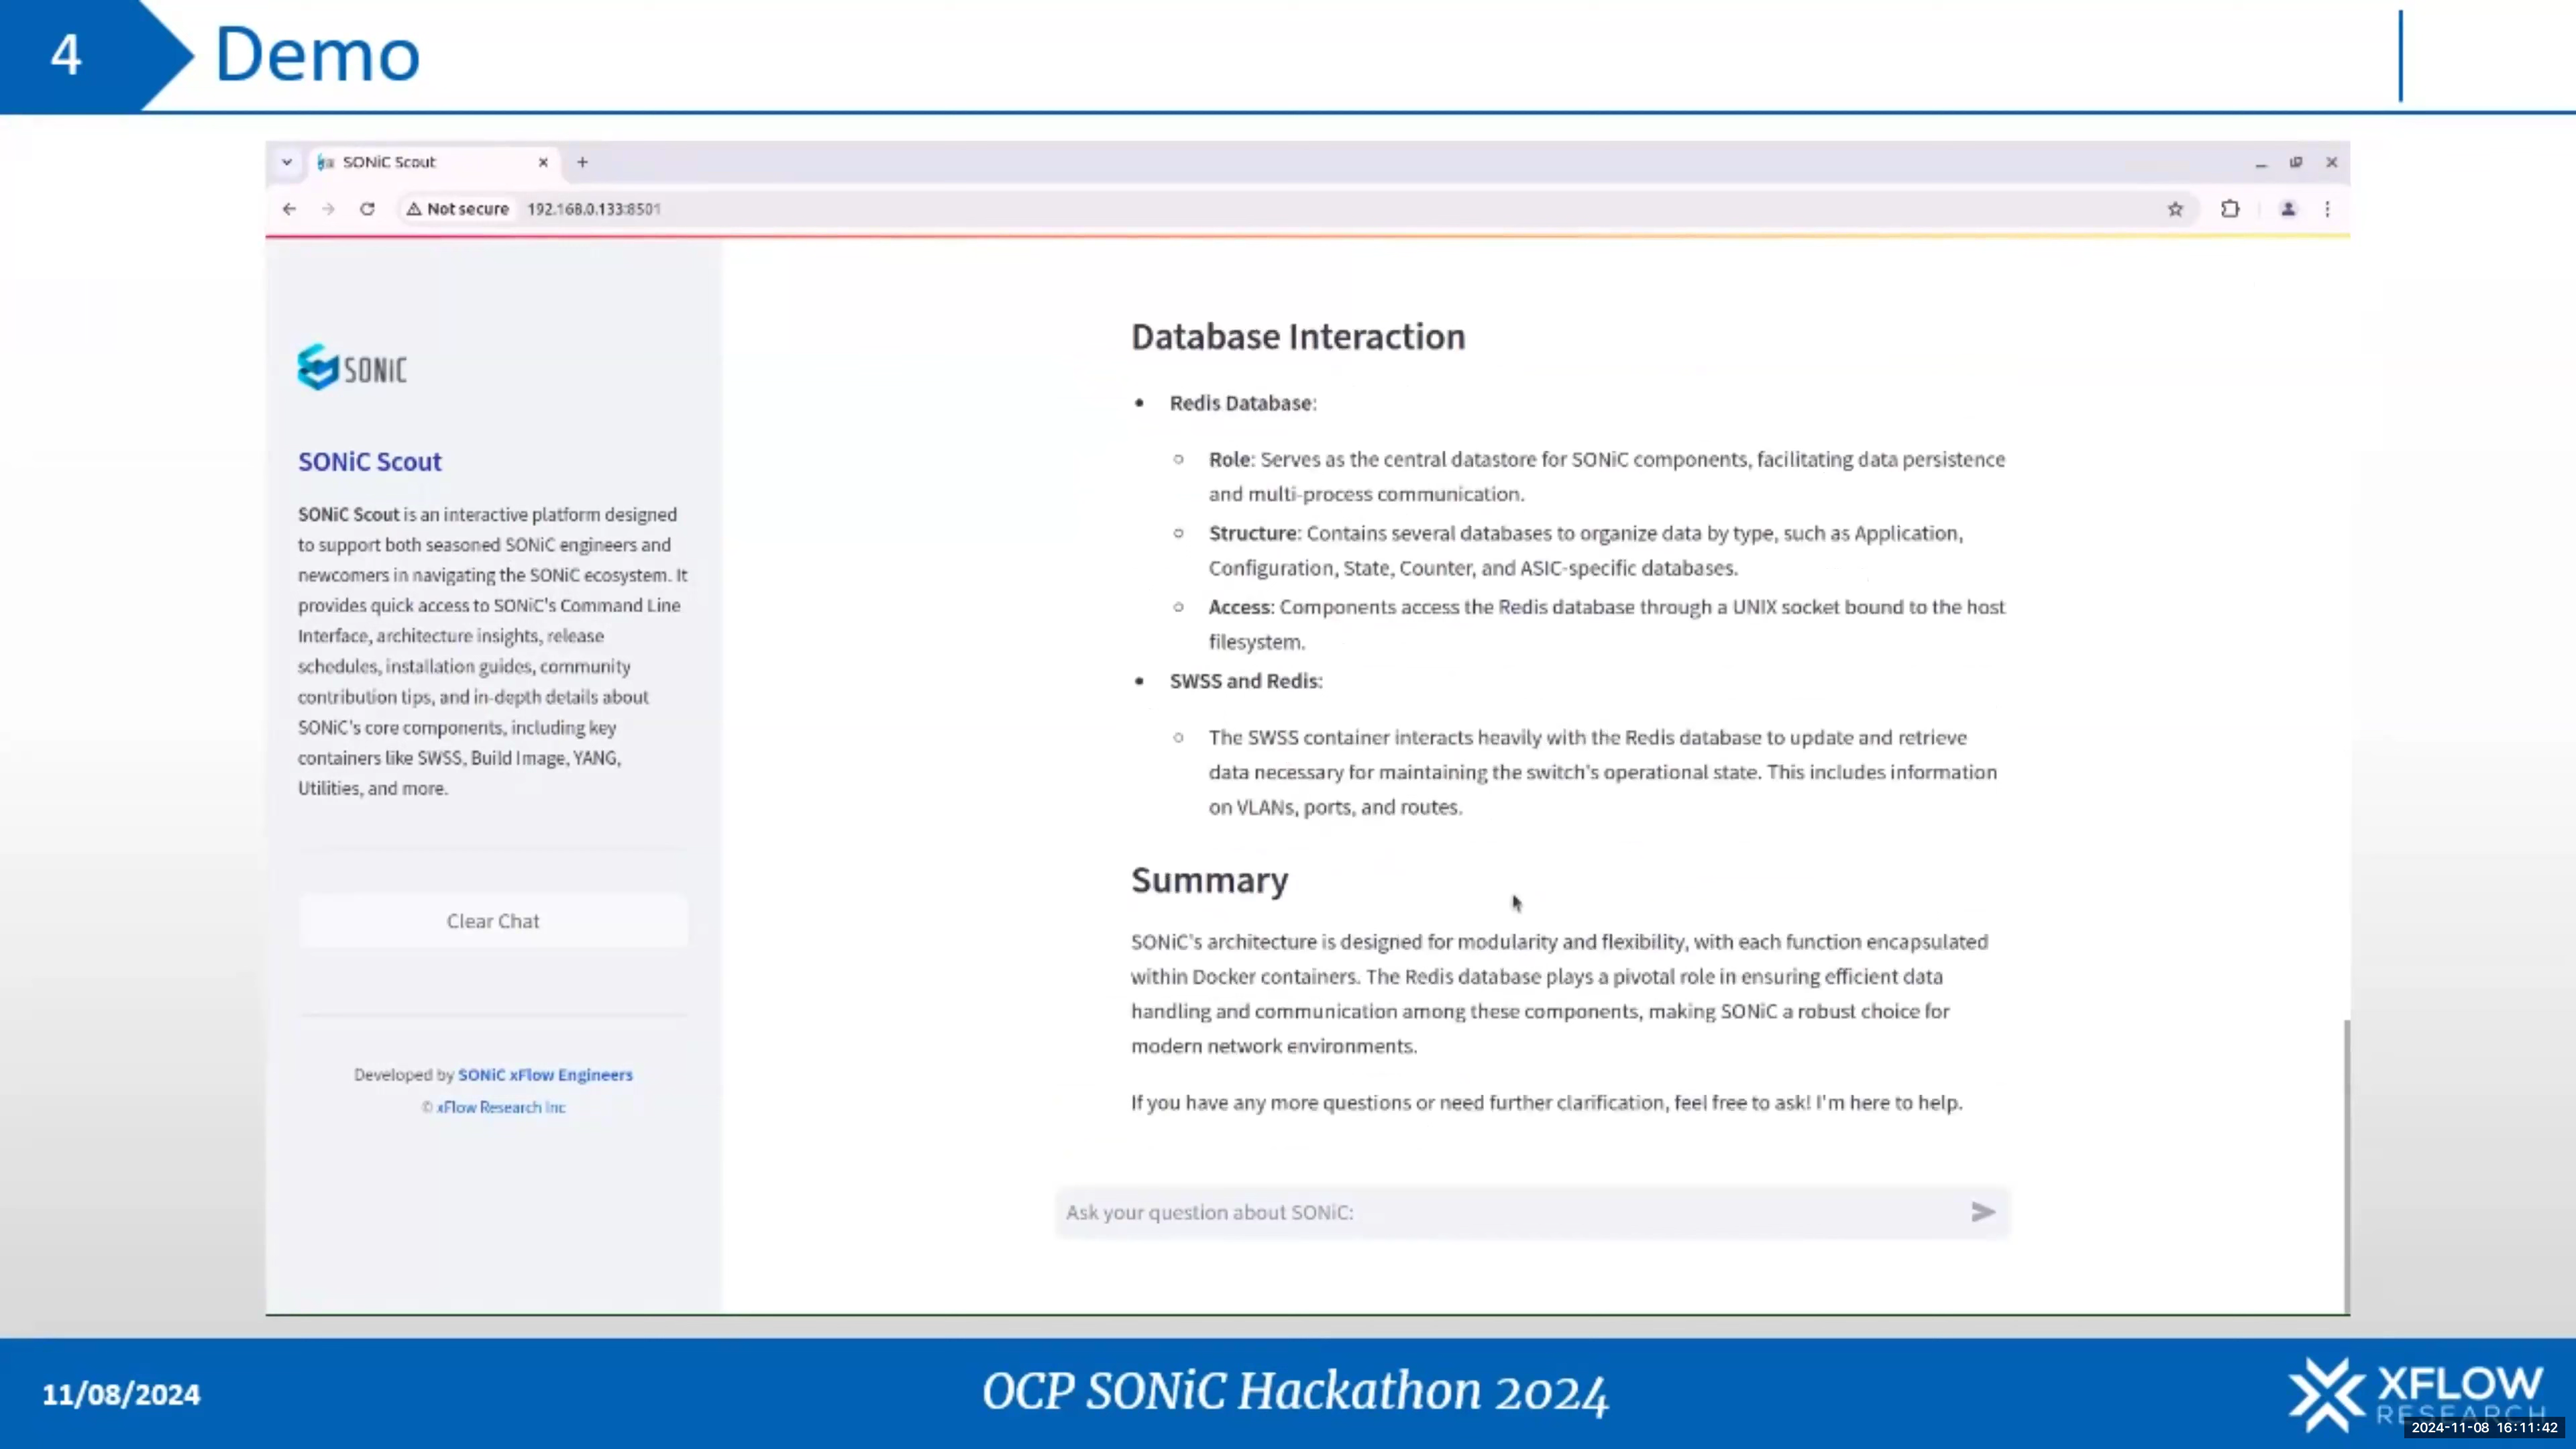 4
Demo
SONiC Scout
Not secure
192.168.0.133:8501
SONiC
SONiC Scout
SONiC Scout is an interactive platform designed
to support both seasoned SONiC engineers and
newcomers in navigating the SONiC ecosystem. It
provides quick access to SONiC's Command Line
Interface, architecture insights, release
schedules, installation guides, community
contribution tips, and in-depth details about
SONiC's core components, including key
containers like SWSS, Build Image, YANG,
Utilities, and more.
Clear Chat
Developed by SONiC xFlow Engineers
© xFlow Research Inc
Database Interaction
• Redis Database:
○ Role: Serves as the central datastore for SONiC components, facilitating data persistence
and multi-process communication.
○ Structure: Contains several databases to organize data by type, such as Application,
Configuration, State, Counter, and ASIC-specific databases.
○ Access: Components access the Redis database through a UNIX socket bound to the host
filesystem.
• SWSS and Redis:
○ The SWSS container interacts heavily with the Redis database to update and retrieve
data necessary for maintaining the switch's operational state. This includes information
on VLANs, ports, and routes.
Summary
SONiC's architecture is designed for modularity and flexibility, with each function encapsulated
within Docker containers. The Redis database plays a pivotal role in ensuring efficient data
handling and communication among these components, making SONiC a robust choice for
modern network environments.
If you have any more questions or need further clarification, feel free to ask! I'm here to help.
Ask your question about SONiC:
11/08/2024
OCP SONiC Hackathon 2024
XFLOW
RESEARCH
2024-11-08 16:11:42